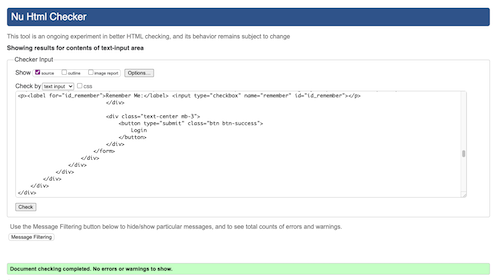 Nu Html Checker
This tool is an ongoing experiment in better HTML checking, and its behavior remains subject to change
Showing results for contents of text-input area
Checker Input
Show source outline image report Options...
Check by text input css
<p><label for="id_remember">Remember Me:</label> <input type="checkbox" name="remember" id="id_remember"></p>
</div>
<div class="text-center mb-3">
<button type="submit" class="btn btn-success">
Login
</button>
</div>
</form>
</div>
</div>
</div>
</div>
</div>
</div>
Check
Use the Message Filtering button below to hide/show particular messages, and to see total counts of errors and warnings.
Message Filtering
Document checking completed. No errors or warnings to show.